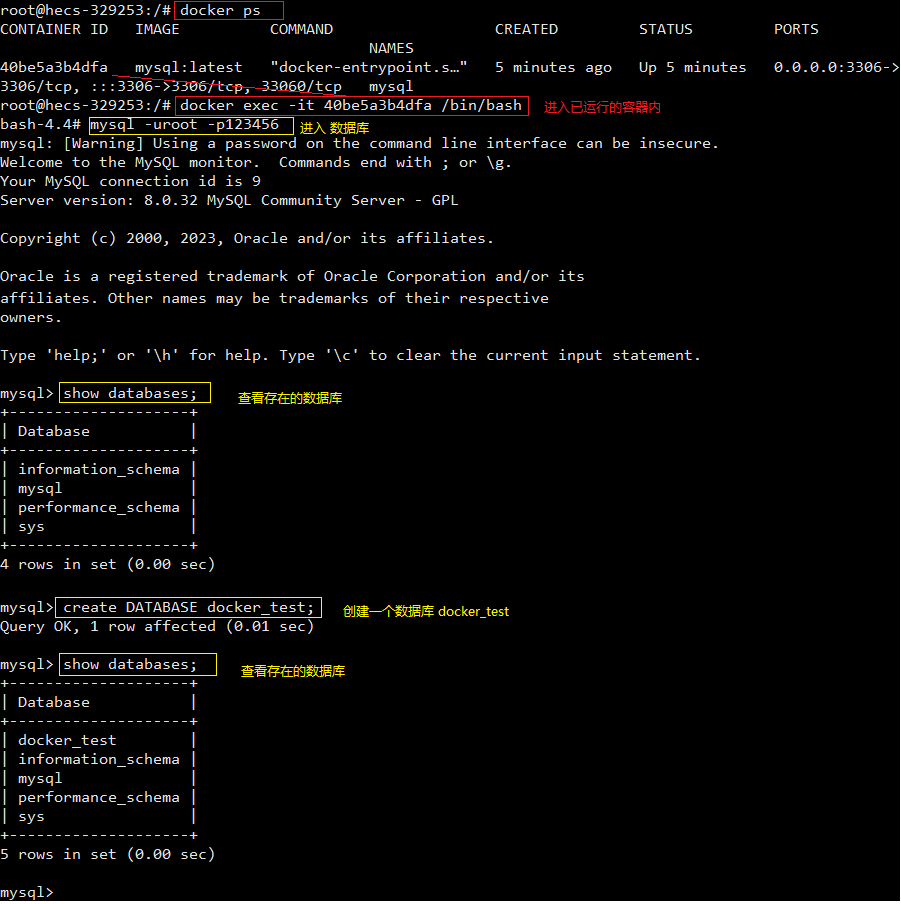 root@hecs-329253:/# docker ps
CONTAINER ID   IMAGE          COMMAND                  CREATED         STATUS         PORTS
                                         NAMES
40be5a3b4dfa   mysql:latest   "docker-entrypoint.s…"   5 minutes ago   Up 5 minutes   0.0.0.0:3306->
3306/tcp, :::3306->3306/tcp, 33060/tcp   mysql
root@hecs-329253:/# docker exec -it 40be5a3b4dfa /bin/bash 进入已运行的容器内
bash-4.4# mysql -uroot -p123456 进入 数据库
mysql: [Warning] Using a password on the command line interface can be insecure.
Welcome to the MySQL monitor.  Commands end with ; or \g.
Your MySQL connection id is 9
Server version: 8.0.32 MySQL Community Server - GPL
Copyright (c) 2000, 2023, Oracle and/or its affiliates.
Oracle is a registered trademark of Oracle Corporation and/or its
affiliates. Other names may be trademarks of their respective
owners.
Type 'help;' or '\h' for help. Type '\c' to clear the current input statement.
mysql> show databases; 查看存在的数据库
+--------------------+
| Database           |
+--------------------+
| information_schema |
| mysql              |
| performance_schema |
| sys                |
+--------------------+
4 rows in set (0.00 sec)
mysql> create DATABASE docker_test; 创建一个数据库 docker_test
Query OK, 1 row affected (0.01 sec)
mysql> show databases; 查看存在的数据库
+--------------------+
| Database           |
+--------------------+
| docker_test        |
| information_schema |
| mysql              |
| performance_schema |
| sys                |
+--------------------+
5 rows in set (0.00 sec)
mysql>